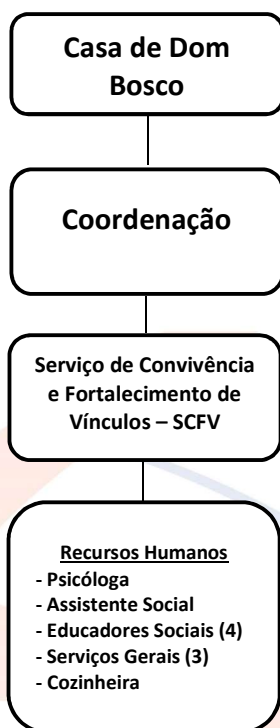 Casa de Dom
Bosco
Coordenação
Serviço de Convivência
e Fortalecimento de
Vínculos – SCFV
Recursos Humanos
- Psicóloga
- Assistente Social
- Educadores Sociais (4)
- Serviços Gerais (3)
- Cozinheira